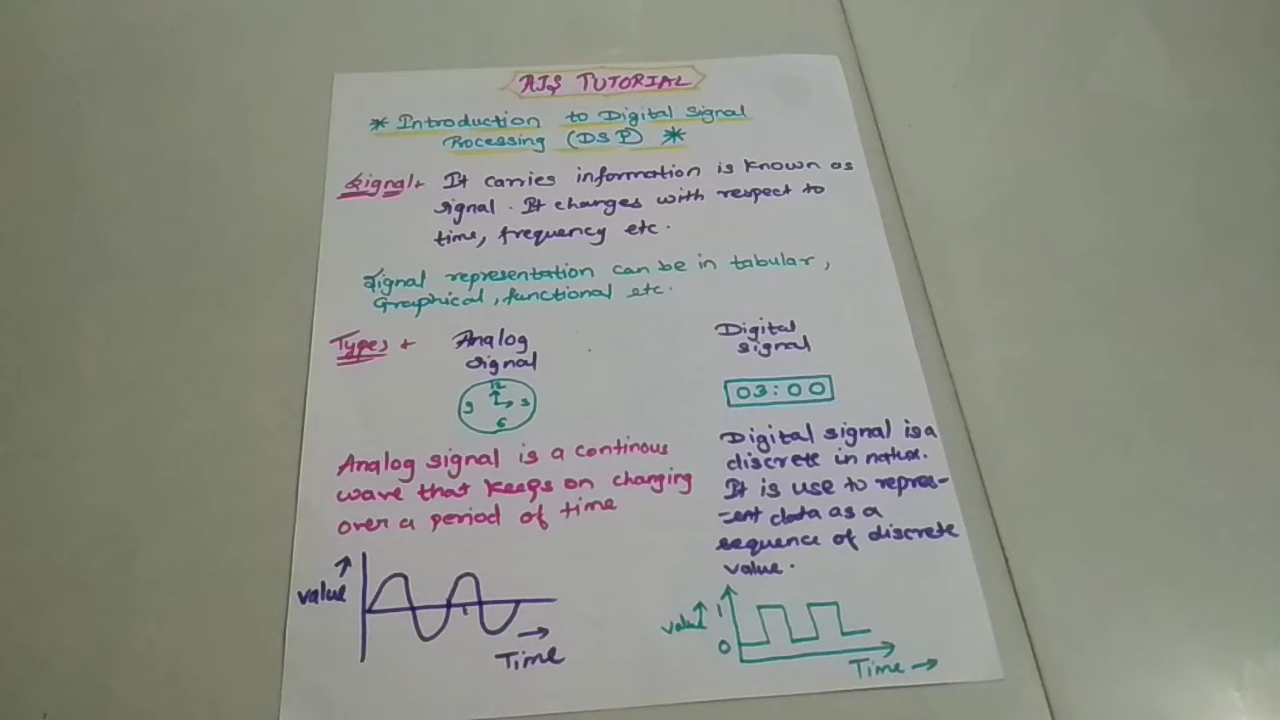 RJS TUTORIAL
* Introduction to Digital Signal
Processing (DSP) *
Signal → It carries information is known as
signal. It changes with respect to
time, frequency etc.
Signal representation can be in tabular,
Graphical, functional etc.
Types →
Analog
signal
12
9 3
6
Analog signal is a continous
wave that keeps on changing
over a period of time
value ↑
Time →
Digital
signal
03:00
Digital signal is a
discrete in nature.
It is use to repres-
-ent data as a
sequence of discrete
value.
value ↑
1
0
Time →